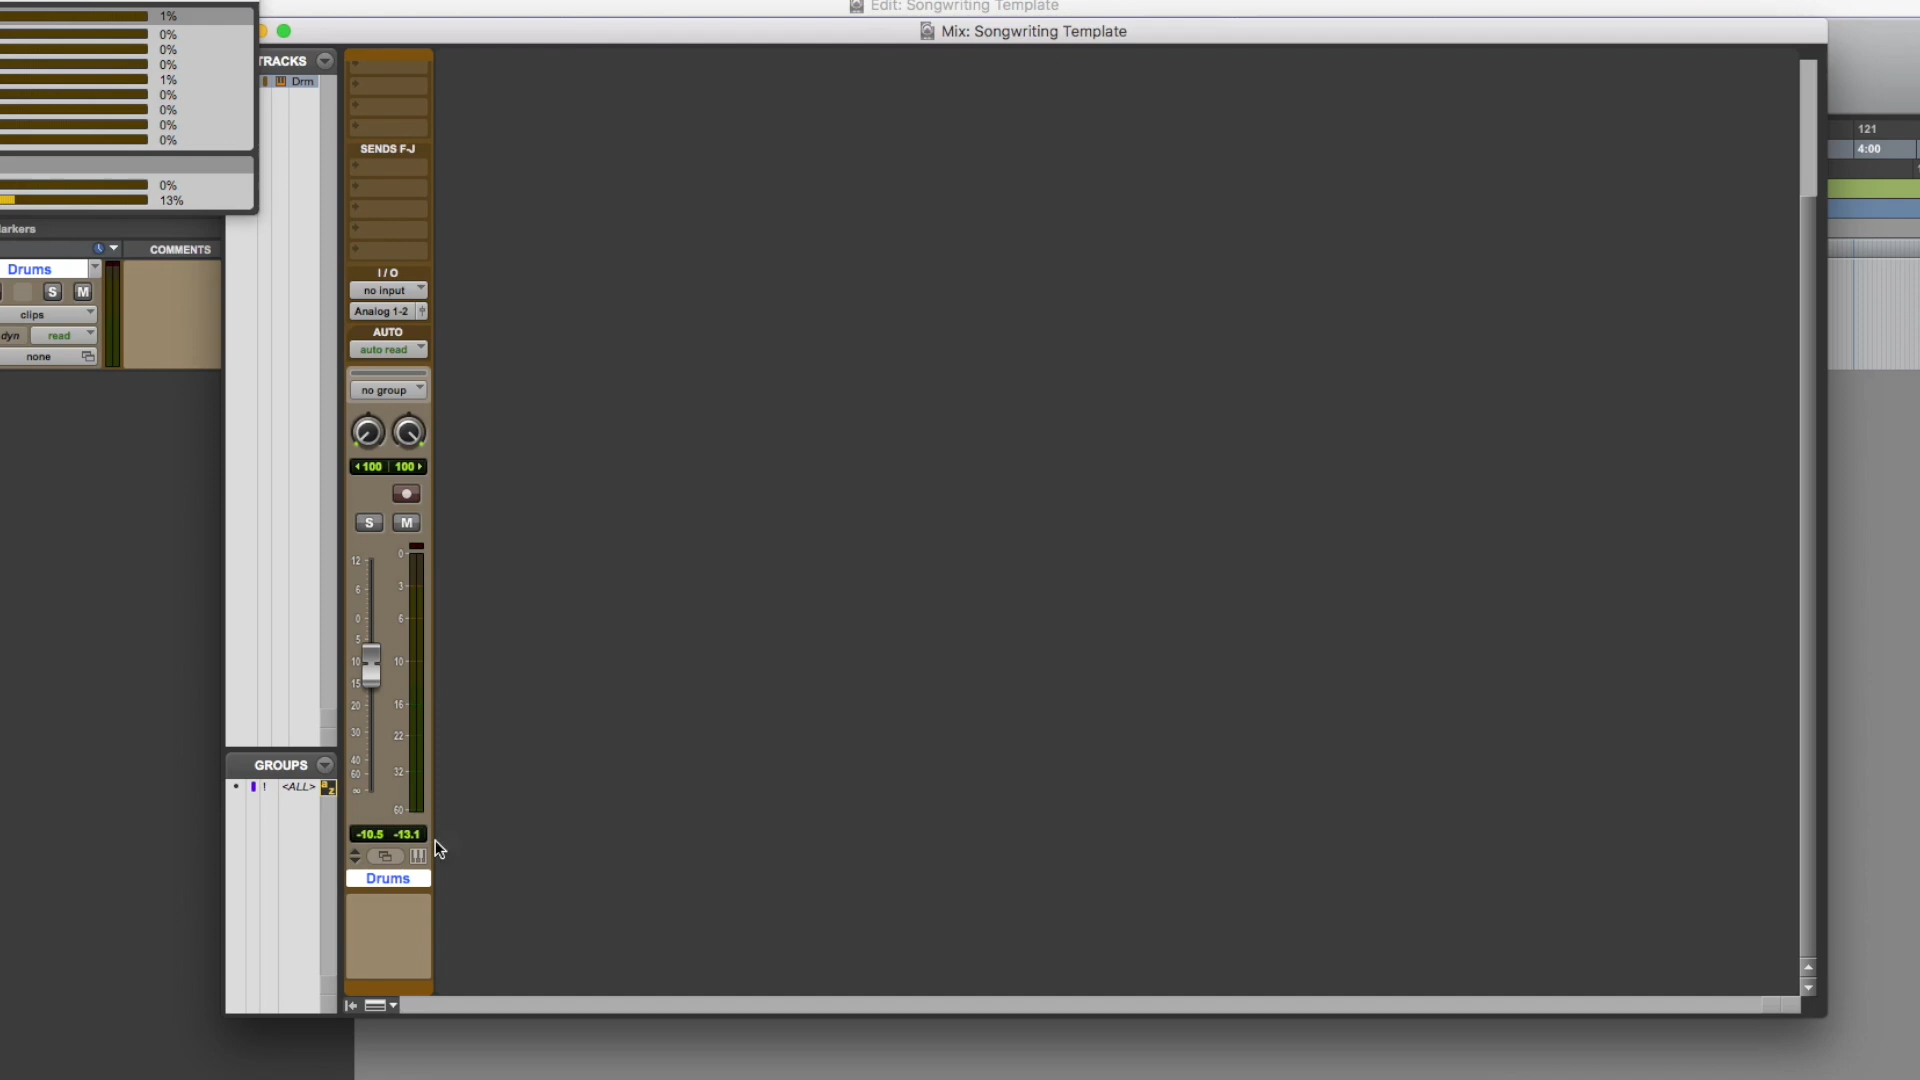 Edit: Songwriting Template
Mix: Songwriting Template
1%
0%
0%
0%
1%
0%
0%
0%
0%
0%
13%
TRACKS
Drm
121
4:00
SENDS F-J
arkers
COMMENTS
Drums
S M
clips
dyn read
none
I / O
no input
Analog 1-2
AUTO
auto read
no group
100 100
S M
12 0
6 3
0 6
5
10 10
15
20 16
30 22
40 32
60
∞ 60
-10.5 -13.1
Drums
GROUPS
! <ALL> a z